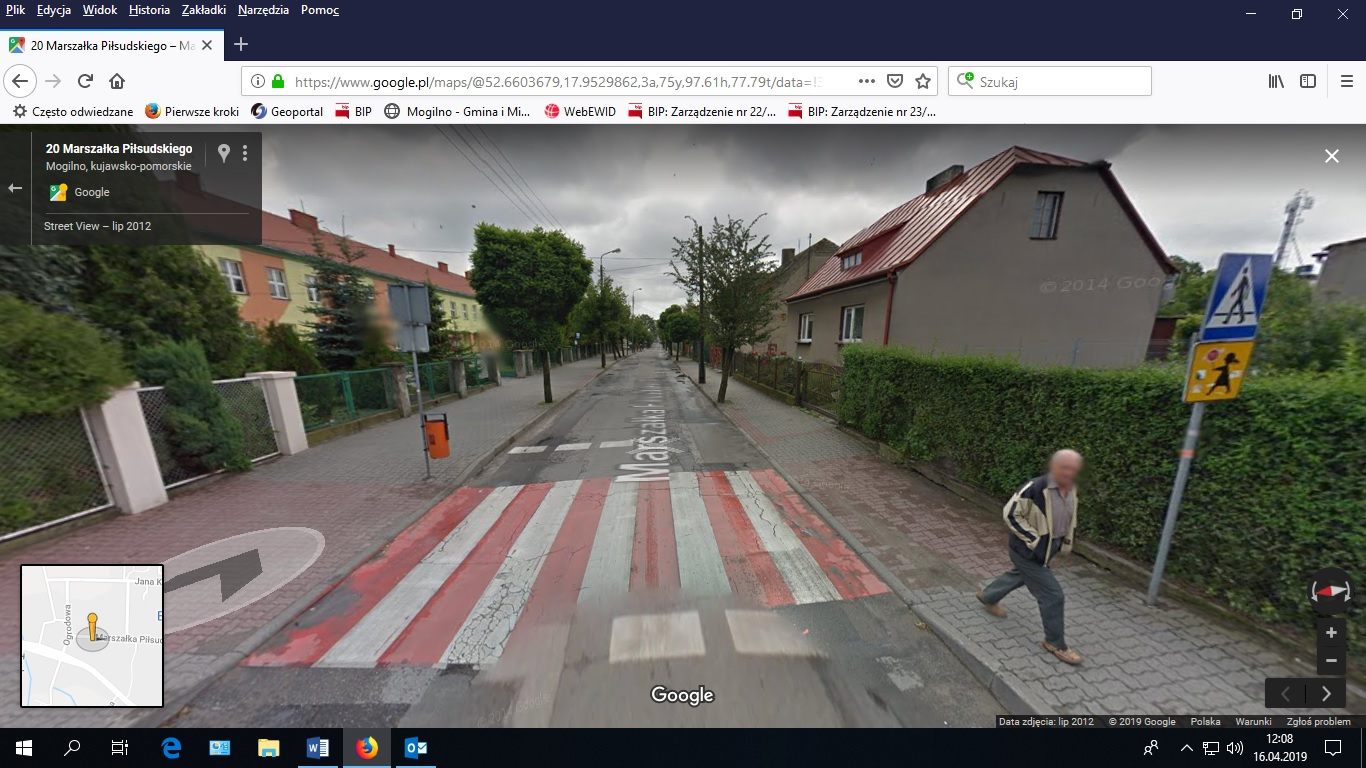 Plik Edycja Widok Historia Zakładki Narzędzia Pomoc
20 Marszałka Piłsudskiego – Ma
https://www.google.pl/maps/@52.6603679,17.9529862,3a,75y,97.61h,77.79t/data=!3
Szukaj
Często odwiedzane Pierwsze kroki Geoportal BIP Mogilno - Gmina i Mi... WebEWID BIP: Zarządzenie nr 22/... BIP: Zarządzenie nr 23/...
20 Marszałka Piłsudskiego
Mogilno, kujawsko-pomorskie
Google
Street View – lip 2012
© 2014 Google
Marszałka
Jana K
Ogrodowa
Marszałka Piłsud
Google
Data zdjęcia: lip 2012 © 2019 Google Polska Warunki Zgłoś problem
12:08
16.04.2019